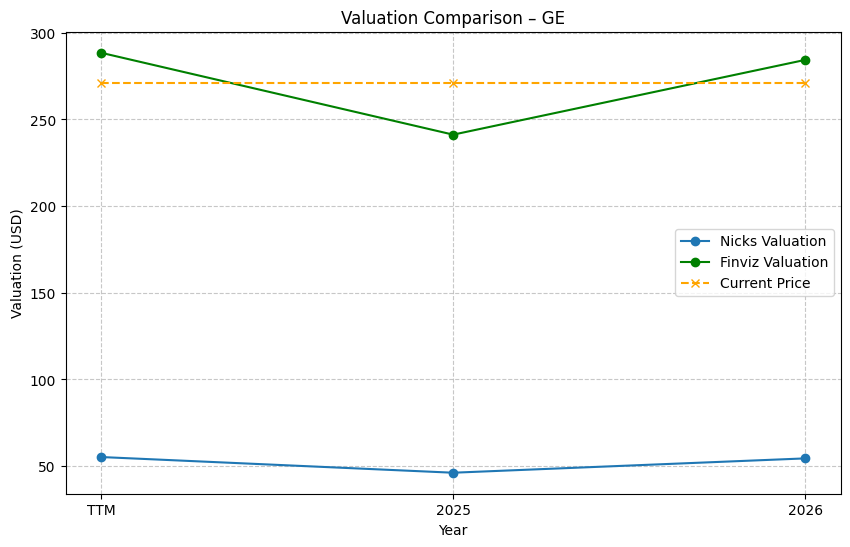 Valuation Comparison – GE
300
250
200
150
100
50
Valuation (USD)
Nicks Valuation
Finviz Valuation
Current Price
TTM
2025
2026
Year